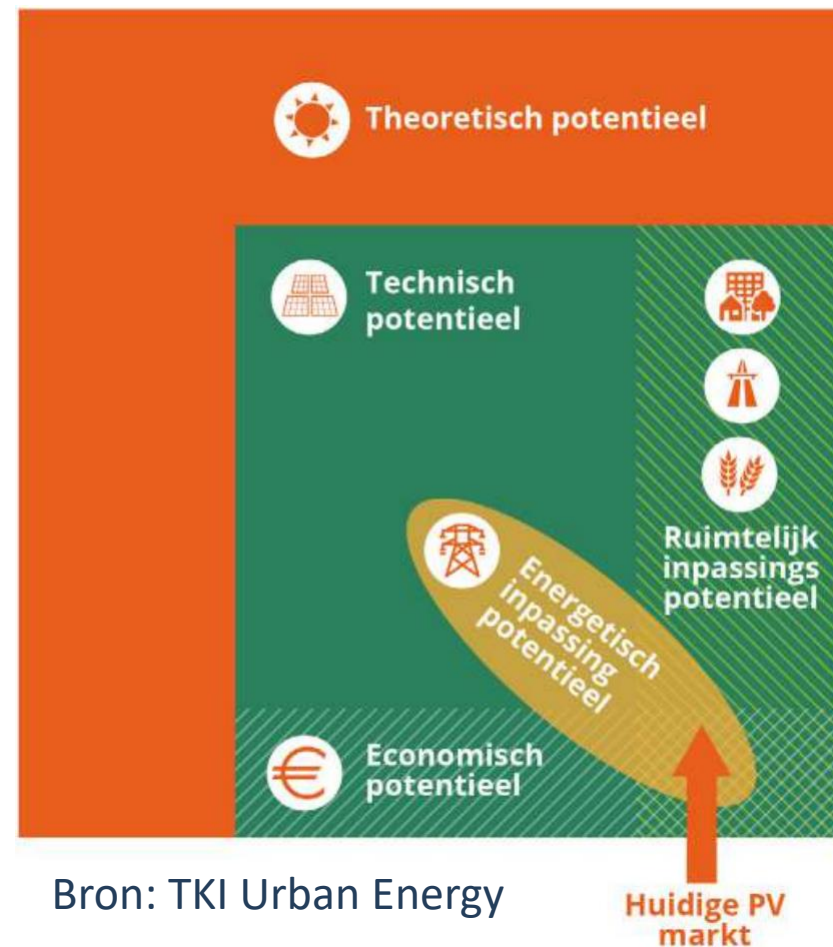 Theoretisch potentieel
Technisch
potentieel
Ruimtelijk
inpassings
potentieel
Energetisch
inpassing
potentieel
€
Economisch
potentieel
Bron: TKI Urban Energy
Huidige PV
markt